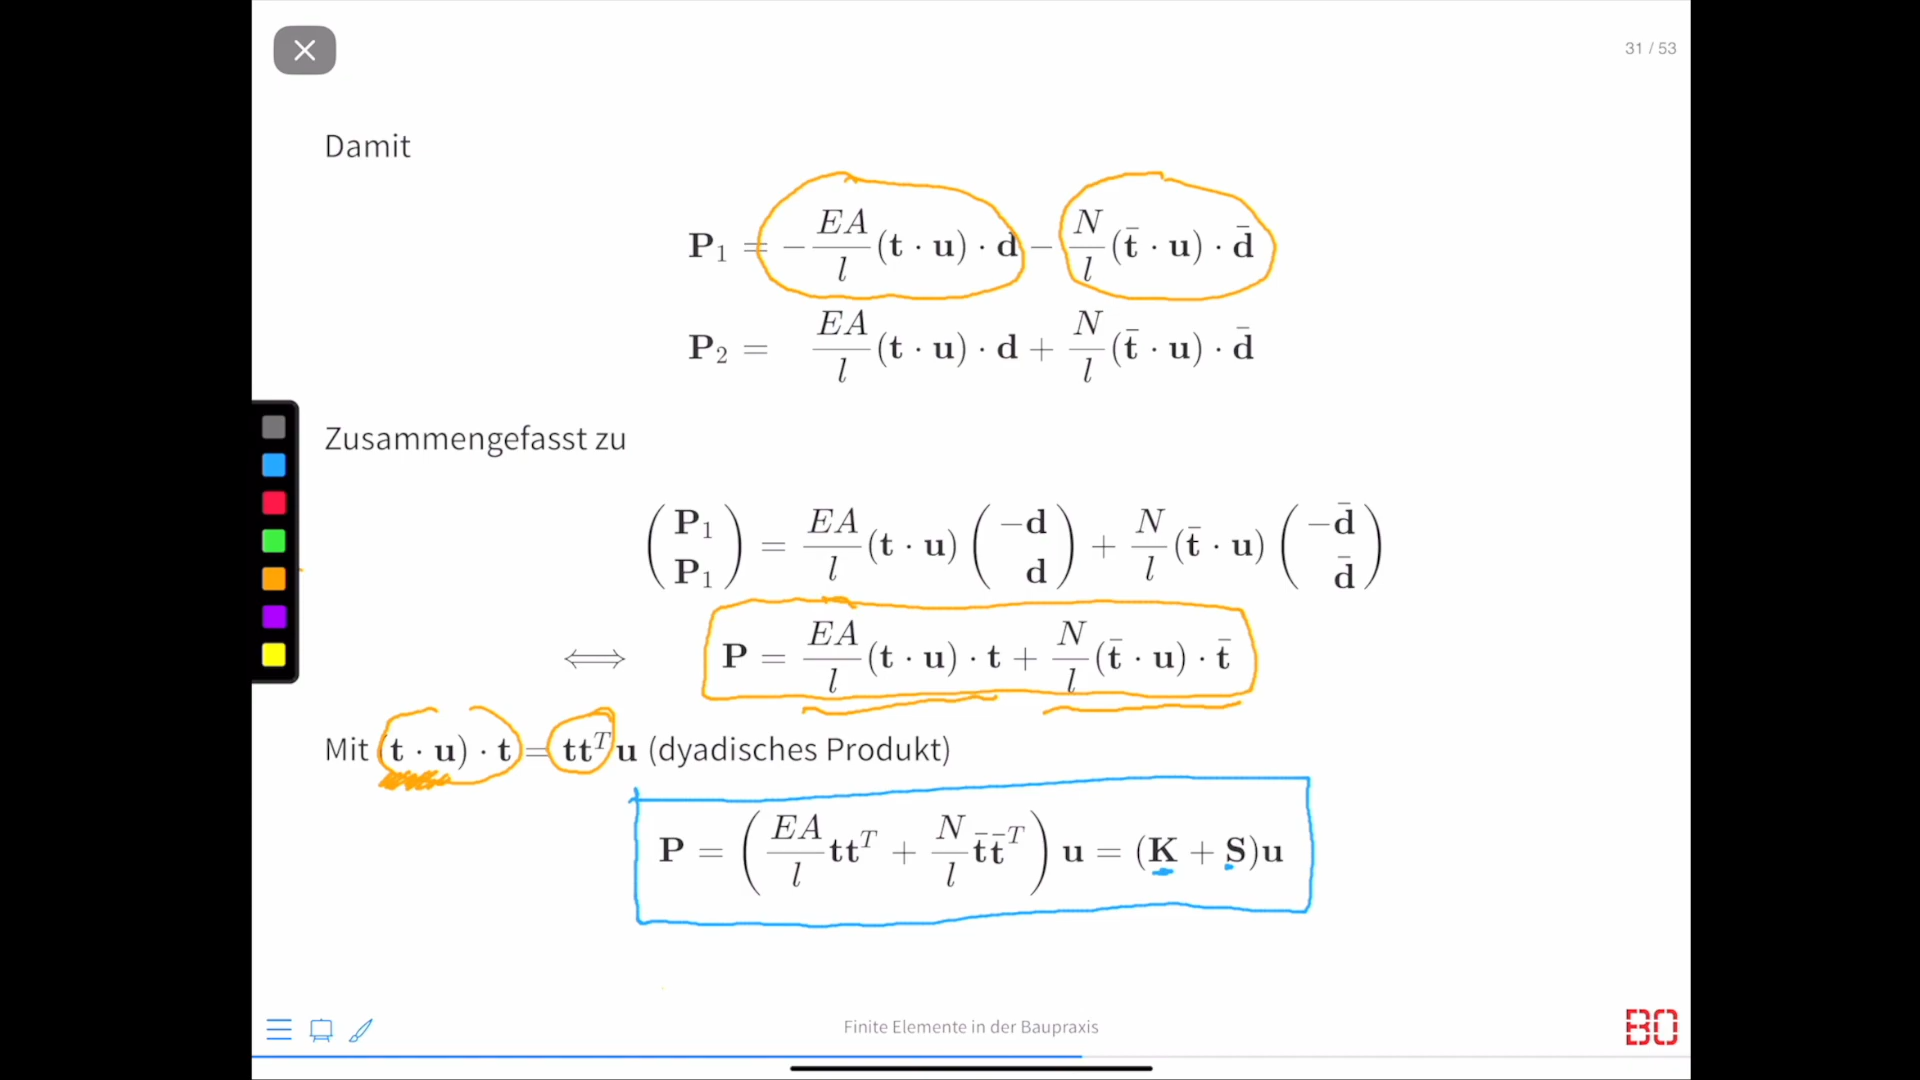 31 / 53
Damit
P₁ = − EA/l (t · u) · d − N/l (t̄ · u) · d̄
P₂ = EA/l (t · u) · d + N/l (t̄ · u) · d̄
Zusammengefasst zu
(P₁ P₁) = EA/l (t · u) (−d d) + N/l (t̄ · u) (−d̄ d̄)
⟺ P = EA/l (t · u) · t + N/l (t̄ · u) · t̄
Mit (t · u) · t = ttᵀu (dyadisches Produkt)
P = (EA/l ttᵀ + N/l t̄t̄ᵀ) u = (K + S)u
Finite Elemente in der Baupraxis
BO